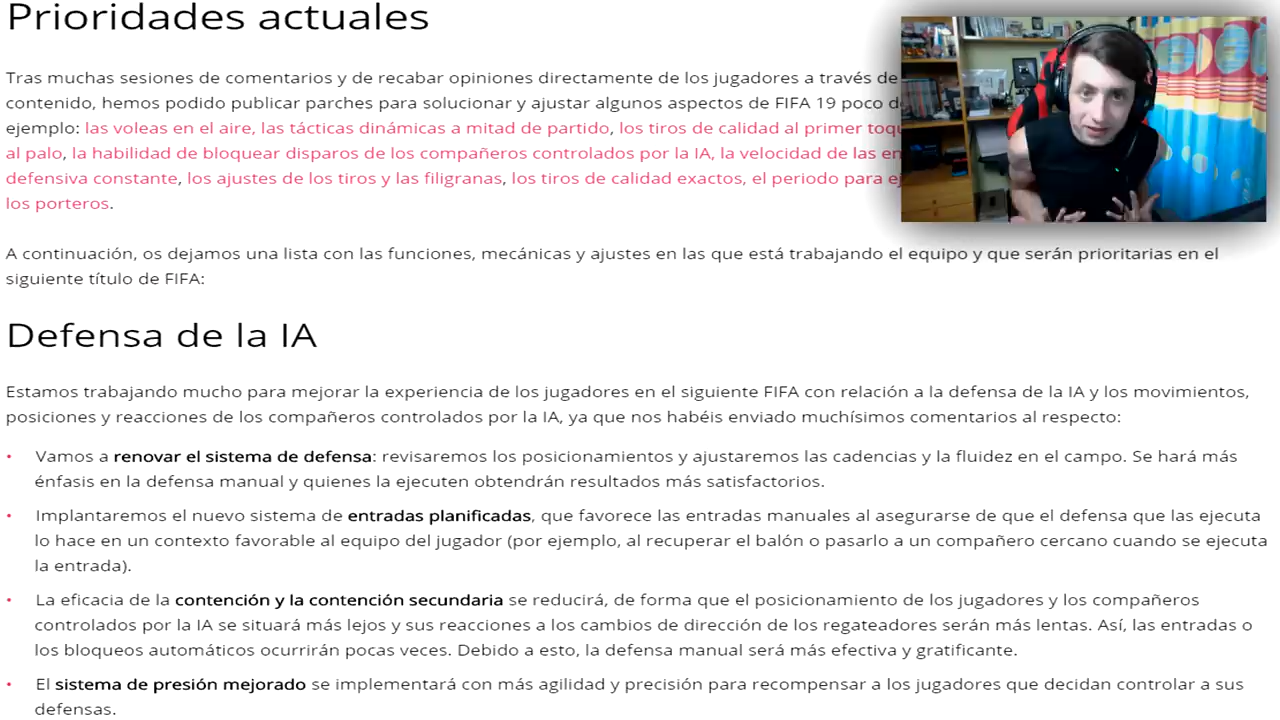 Prioridades actuales
Tras muchas sesiones de comentarios y de recabar opiniones directamente de los jugadores a través de
contenido, hemos podido publicar parches para solucionar y ajustar algunos aspectos de FIFA 19 poco
ejemplo: las voleas en el aire, las tácticas dinámicas a mitad de partido, los tiros de calidad al primer
al palo, la habilidad de bloquear disparos de los compañeros controlados por la IA, la velocidad de las
defensiva constante, los ajustes de los tiros y las filigranas, los tiros de calidad exactos, el periodo para
los porteros.
A continuación, os dejamos una lista con las funciones, mecánicas y ajustes en las que está trabajando el equipo y que serán prioritarias en el
siguiente título de FIFA:
Defensa de la IA
Estamos trabajando mucho para mejorar la experiencia de los jugadores en el siguiente FIFA con relación a la defensa de la IA y los movimientos,
posiciones y reacciones de los compañeros controlados por la IA, ya que nos habéis enviado muchísimos comentarios al respecto:
• Vamos a renovar el sistema de defensa: revisaremos los posicionamientos y ajustaremos las cadencias y la fluidez en el campo. Se hará más
énfasis en la defensa manual y quienes la ejecuten obtendrán resultados más satisfactorios.
• Implantaremos el nuevo sistema de entradas planificadas, que favorece las entradas manuales al asegurarse de que el defensa que las ejecuta
lo hace en un contexto favorable al equipo del jugador (por ejemplo, al recuperar el balón o pasarlo a un compañero cercano cuando se ejecuta
la entrada).
• La eficacia de la contención y la contención secundaria se reducirá, de forma que el posicionamiento de los jugadores y los compañeros
controlados por la IA se situará más lejos y sus reacciones a los cambios de dirección de los regateadores serán más lentas. Así, las entradas o
los bloqueos automáticos ocurrirán pocas veces. Debido a esto, la defensa manual será más efectiva y gratificante.
• El sistema de presión mejorado se implementará con más agilidad y precisión para recompensar a los jugadores que decidan controlar a sus
defensas.